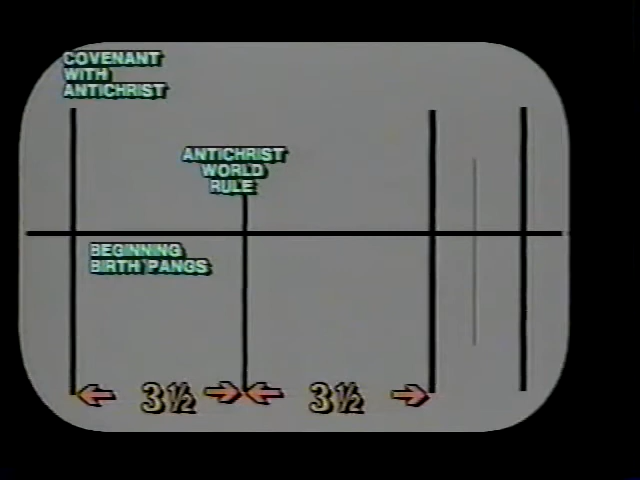 COVENANT
WITH
ANTICHRIST
ANTICHRIST
WORLD
RULE
BEGINNING
BIRTH PANGS
3½ 3½